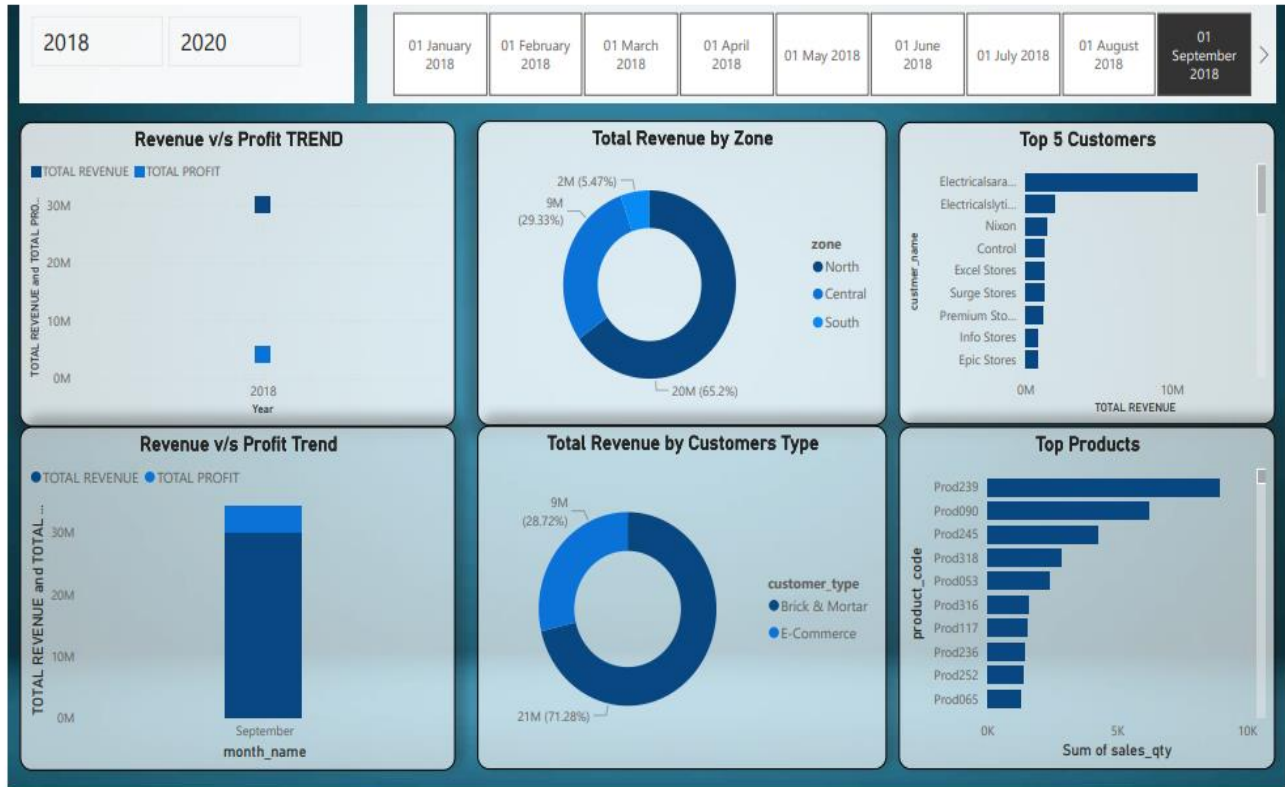 2018
2020
01 January
2018
01 February
2018
01 March
2018
01 April
2018
01 May 2018
01 June
2018
01 July 2018
01 August
2018
01
September
2018
Revenue v/s Profit TREND
TOTAL REVENUE TOTAL PROFIT
TOTAL REVENUE and TOTAL PRO...
30M
20M
10M
0M
2018
Year
Total Revenue by Zone
2M (5.47%)
9M
(29.33%)
20M (65.2%)
zone
North
Central
South
Top 5 Customers
custmer_name
Electricalsara...
Electricalslyti...
Nixon
Control
Excel Stores
Surge Stores
Premium Sto...
Info Stores
Epic Stores
0M 10M
TOTAL REVENUE
Revenue v/s Profit Trend
TOTAL REVENUE TOTAL PROFIT
TOTAL REVENUE and TOTAL ...
30M
20M
10M
0M
September
month_name
Total Revenue by Customers Type
9M
(28.72%)
21M (71.28%)
customer_type
Brick & Mortar
E-Commerce
Top Products
product_code
Prod239
Prod090
Prod245
Prod318
Prod053
Prod316
Prod117
Prod236
Prod252
Prod065
0K 5K 10K
Sum of sales_qty